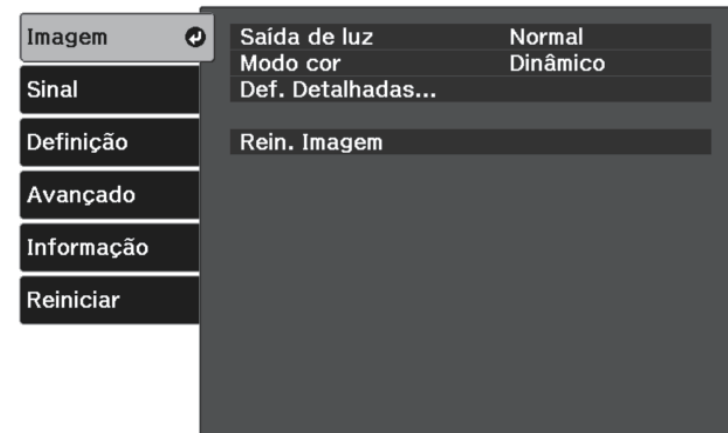 Imagem
Sinal
Definição
Avançado
Informação
Reiniciar
Saída de luz Normal
Modo cor Dinâmico
Def. Detalhadas...
Rein. Imagem